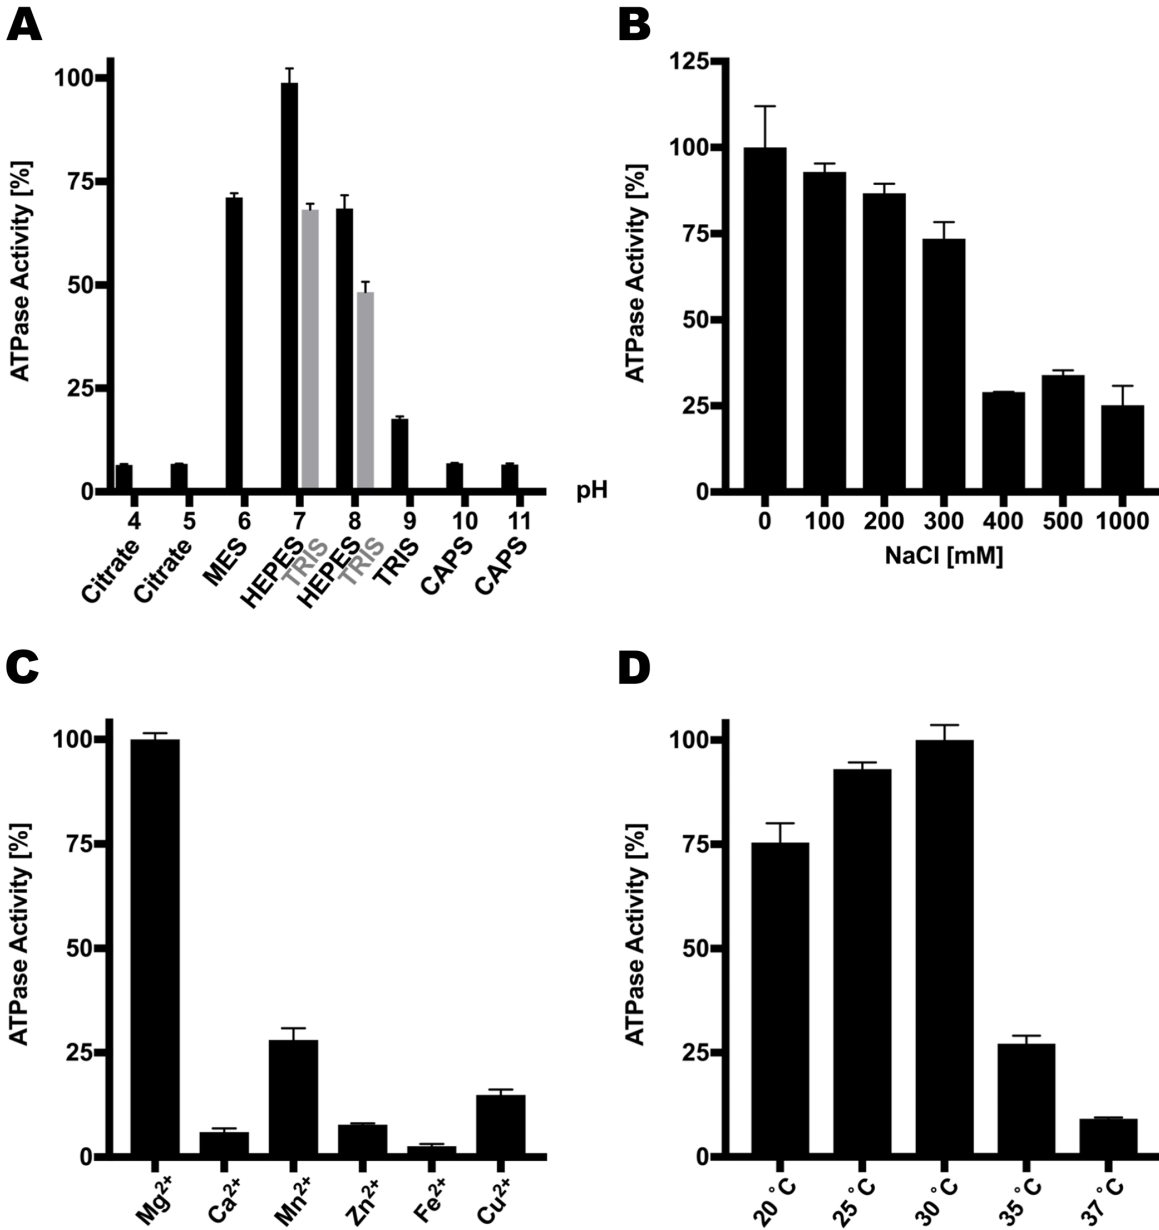 A
ATPase Activity [%]
100
75
50
25
0
4 5 6 7 8 9 10 11
pH
Citrate Citrate MES HEPES TRIS HEPES TRIS TRIS CAPS CAPS
B
ATPase Activity [%]
125
100
75
50
25
0
0 100 200 300 400 500 1000
NaCl [mM]
C
ATPase Activity [%]
100
75
50
25
0
Mg²⁺ Ca²⁺ Mn²⁺ Zn²⁺ Fe²⁺ Cu²⁺
D
ATPase Activity [%]
100
75
50
25
0
20 °C 25 °C 30 °C 35 °C 37 °C